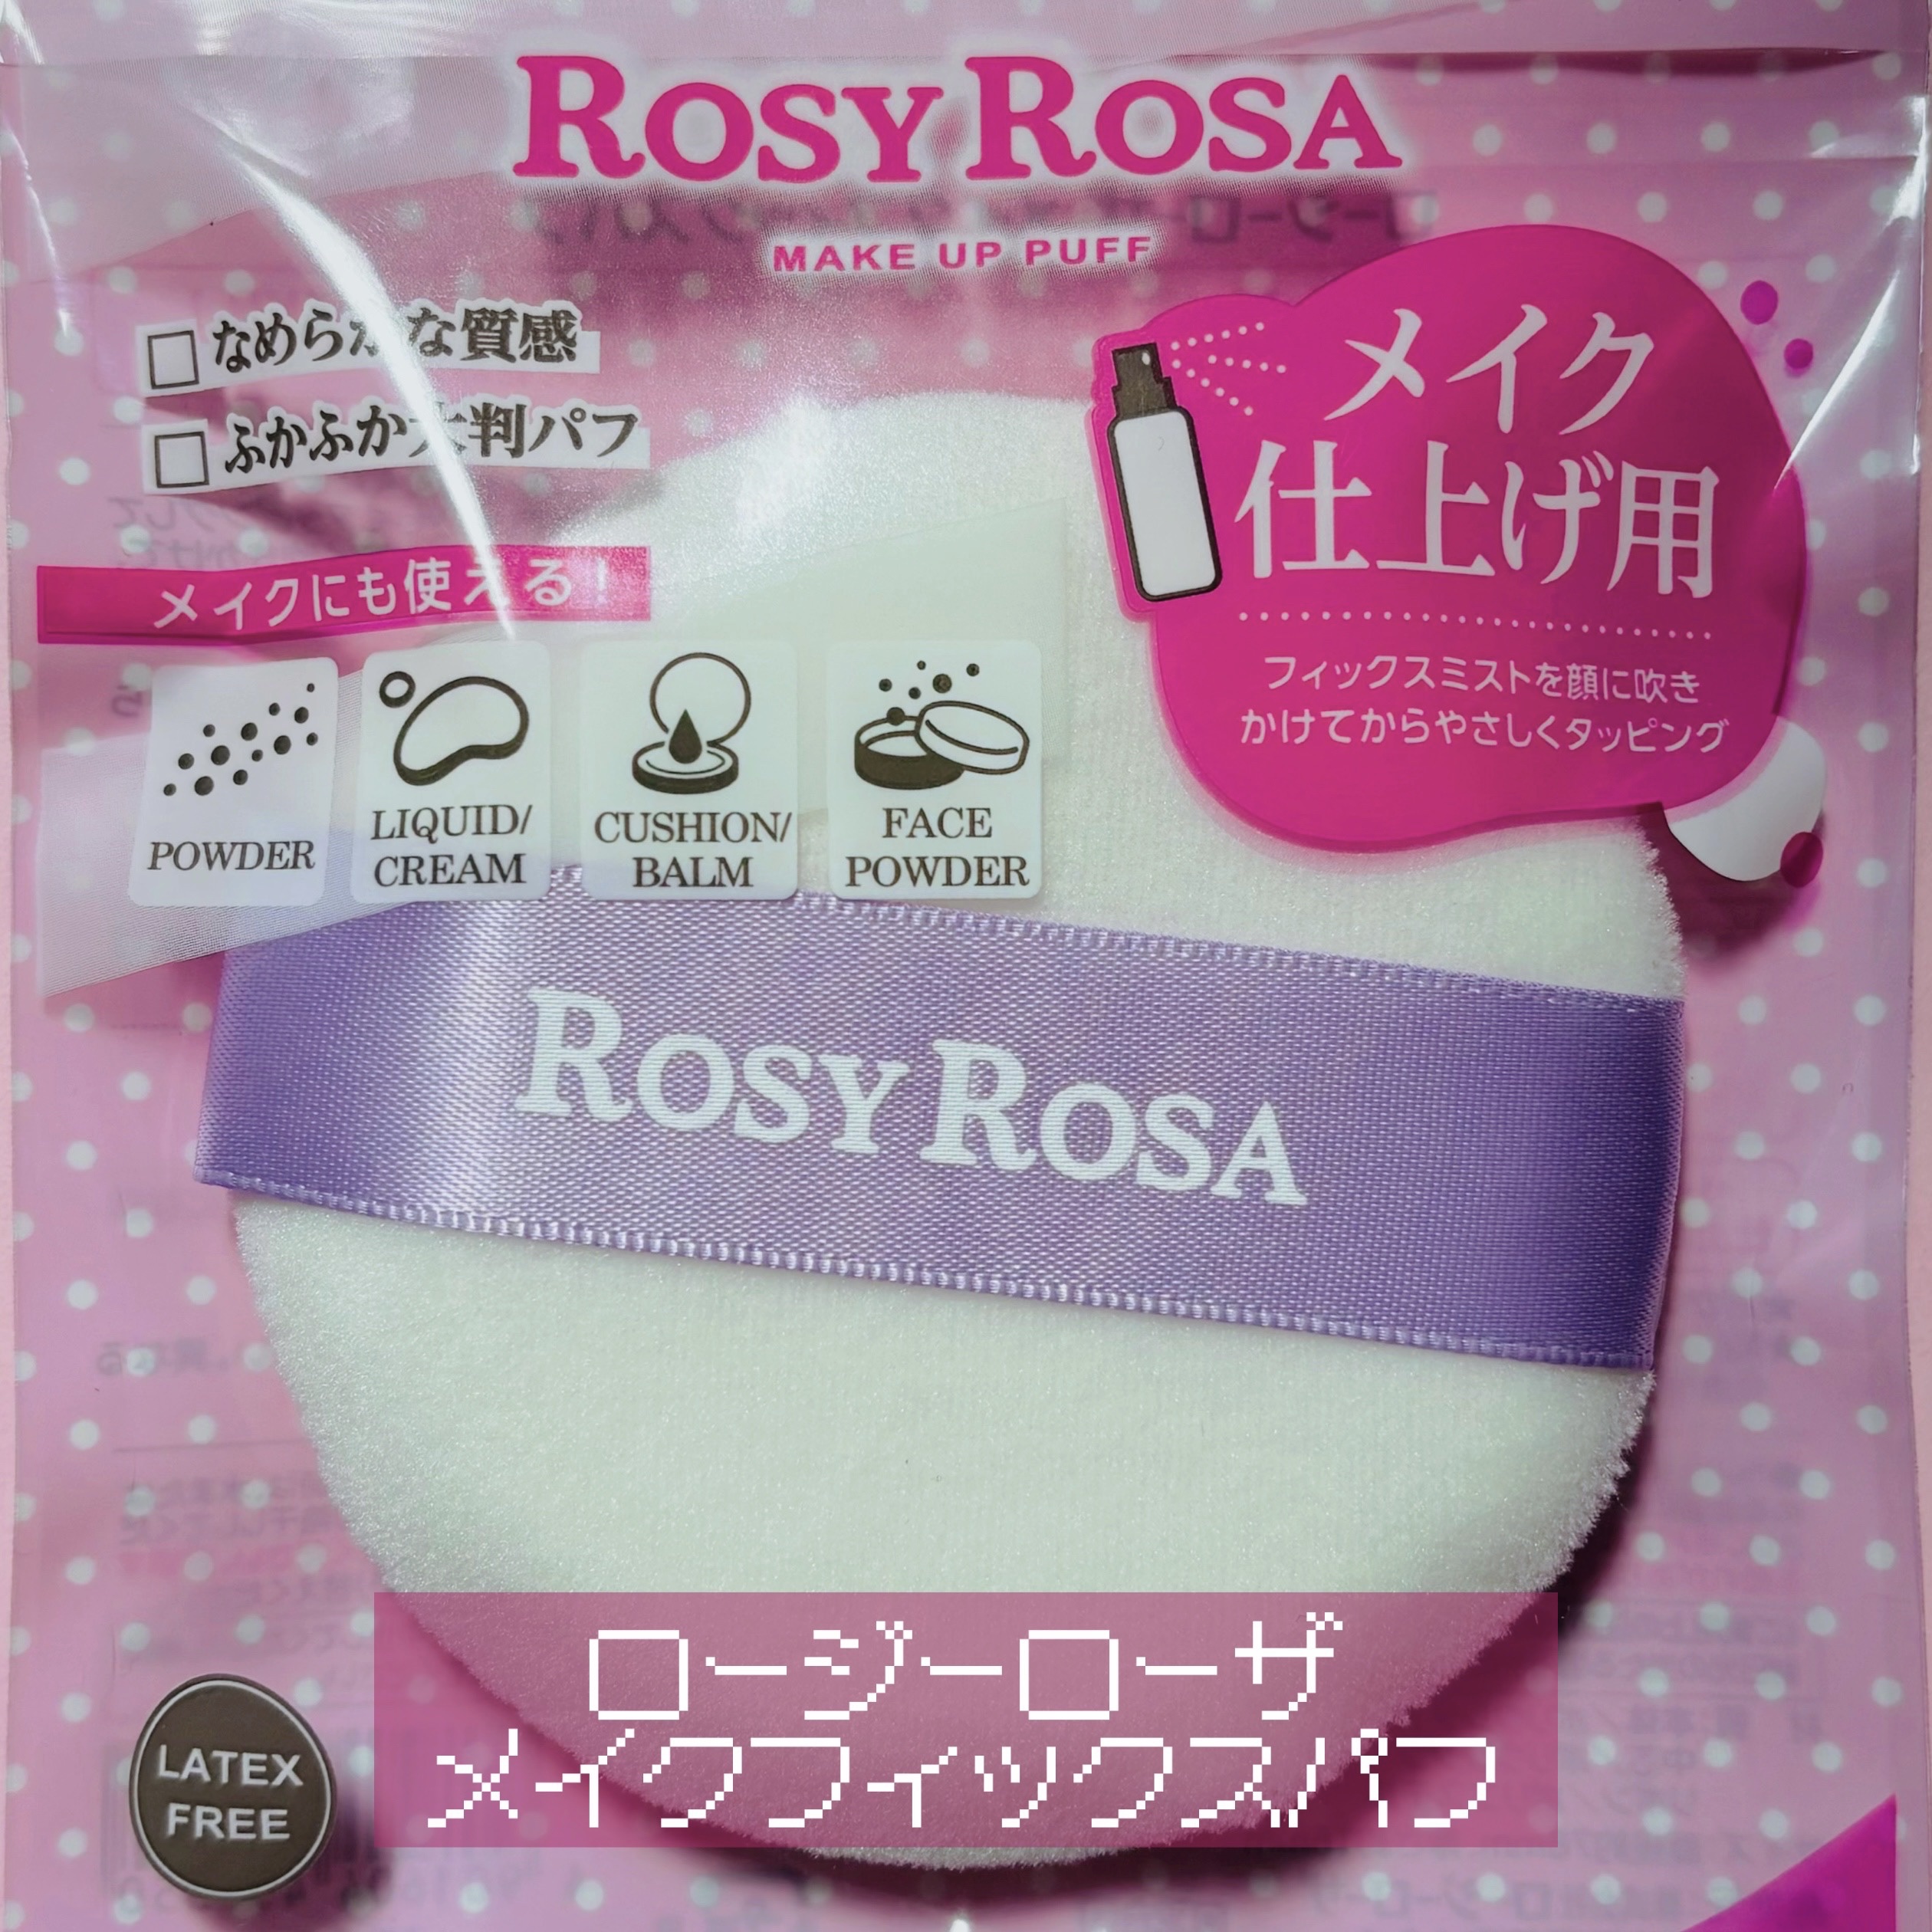 ROSY ROSA
MAKE UP PUFF
□なめらかな質感
□ふかふか大判パフ
メイクにも使える!
POWDER
LIQUID/
CREAM
CUSHION/
BALM
FACE
POWDER
メイク
仕上げ用
フィックスミストを顔に吹き
かけてからやさしくタッピング
ROSY ROSA
ロージーローザ
メイクフィックスパフ
LATEX
FREE